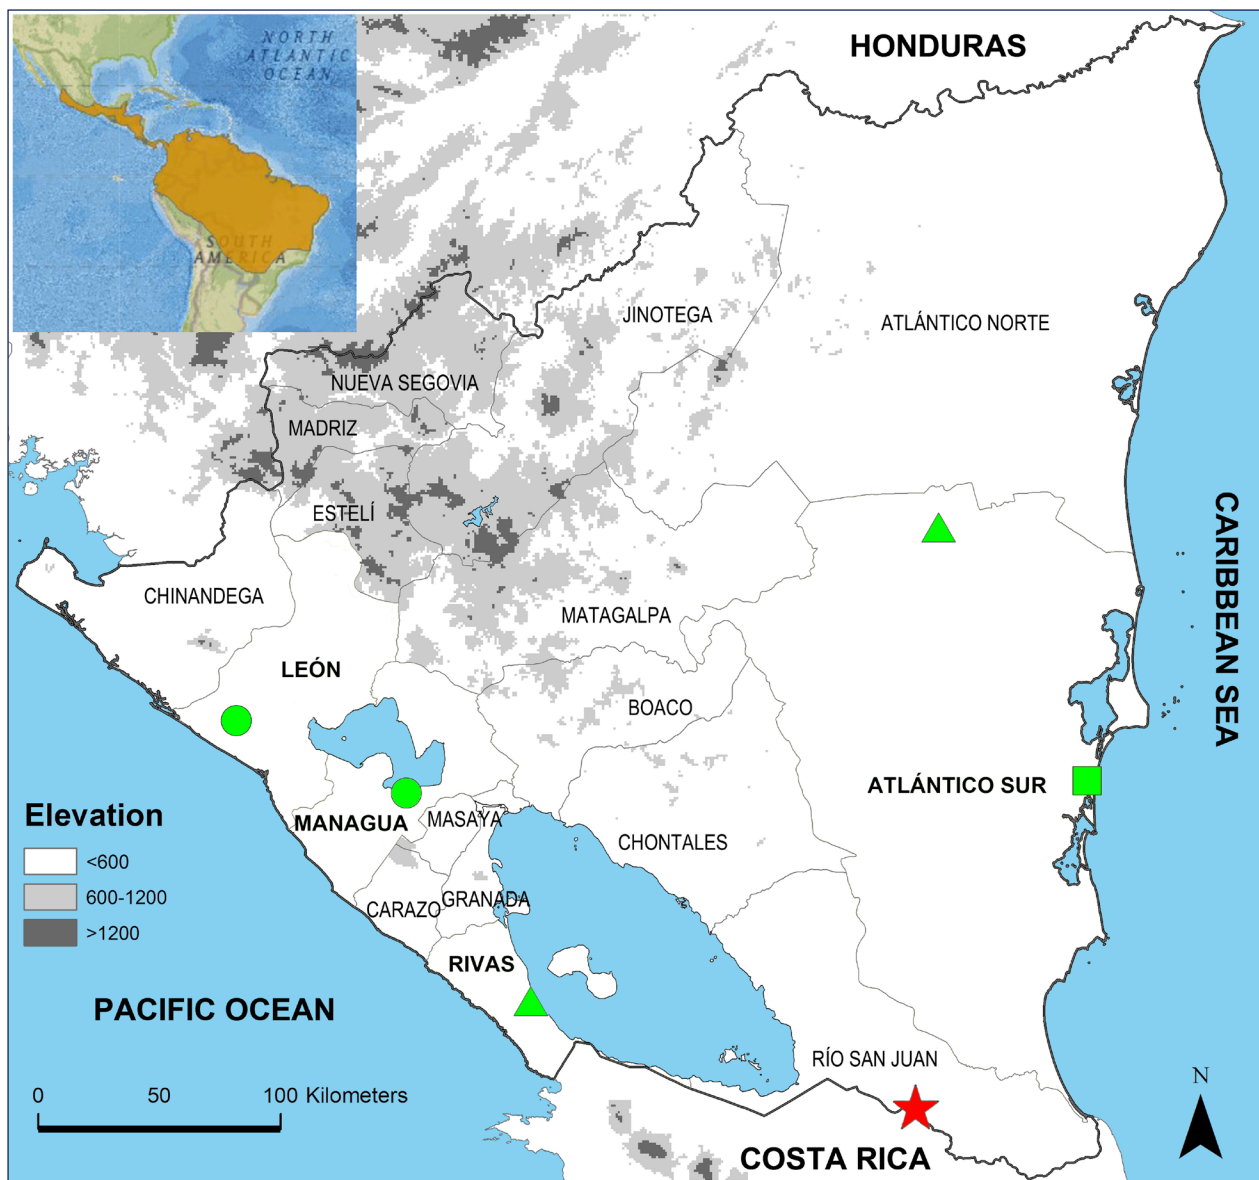 NORTH
ATLANTIC
OCEAN
SOUTH
AMERICA
HONDURAS
JINOTEGA
ATLÁNTICO NORTE
NUEVA SEGOVIA
MADRIZ
ESTELÍ
CARIBBEAN SEA
CHINANDEGA
MATAGALPA
LEÓN
BOACO
ATLÁNTICO SUR
MANAGUA
MASAYA
CHONTALES
Elevation
<600
600-1200
>1200
GRANADA
CARAZO
RIVAS
PACIFIC OCEAN
RÍO SAN JUAN
0 50 100 Kilometers
N
COSTA RICA